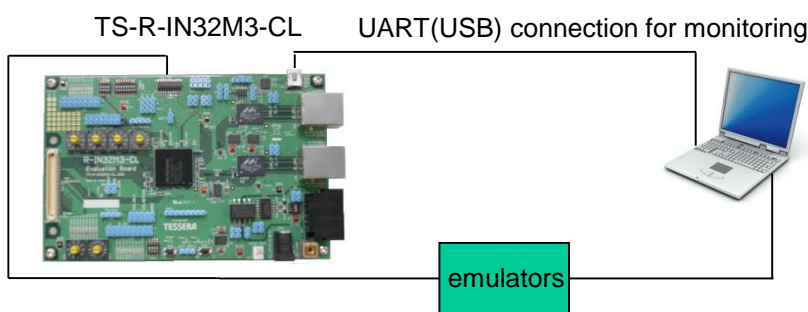 TS-R-IN32M3-CL
UART(USB) connection for monitoring
R-IN32M3-CL
Evaluation Board
TESSERA
emulators